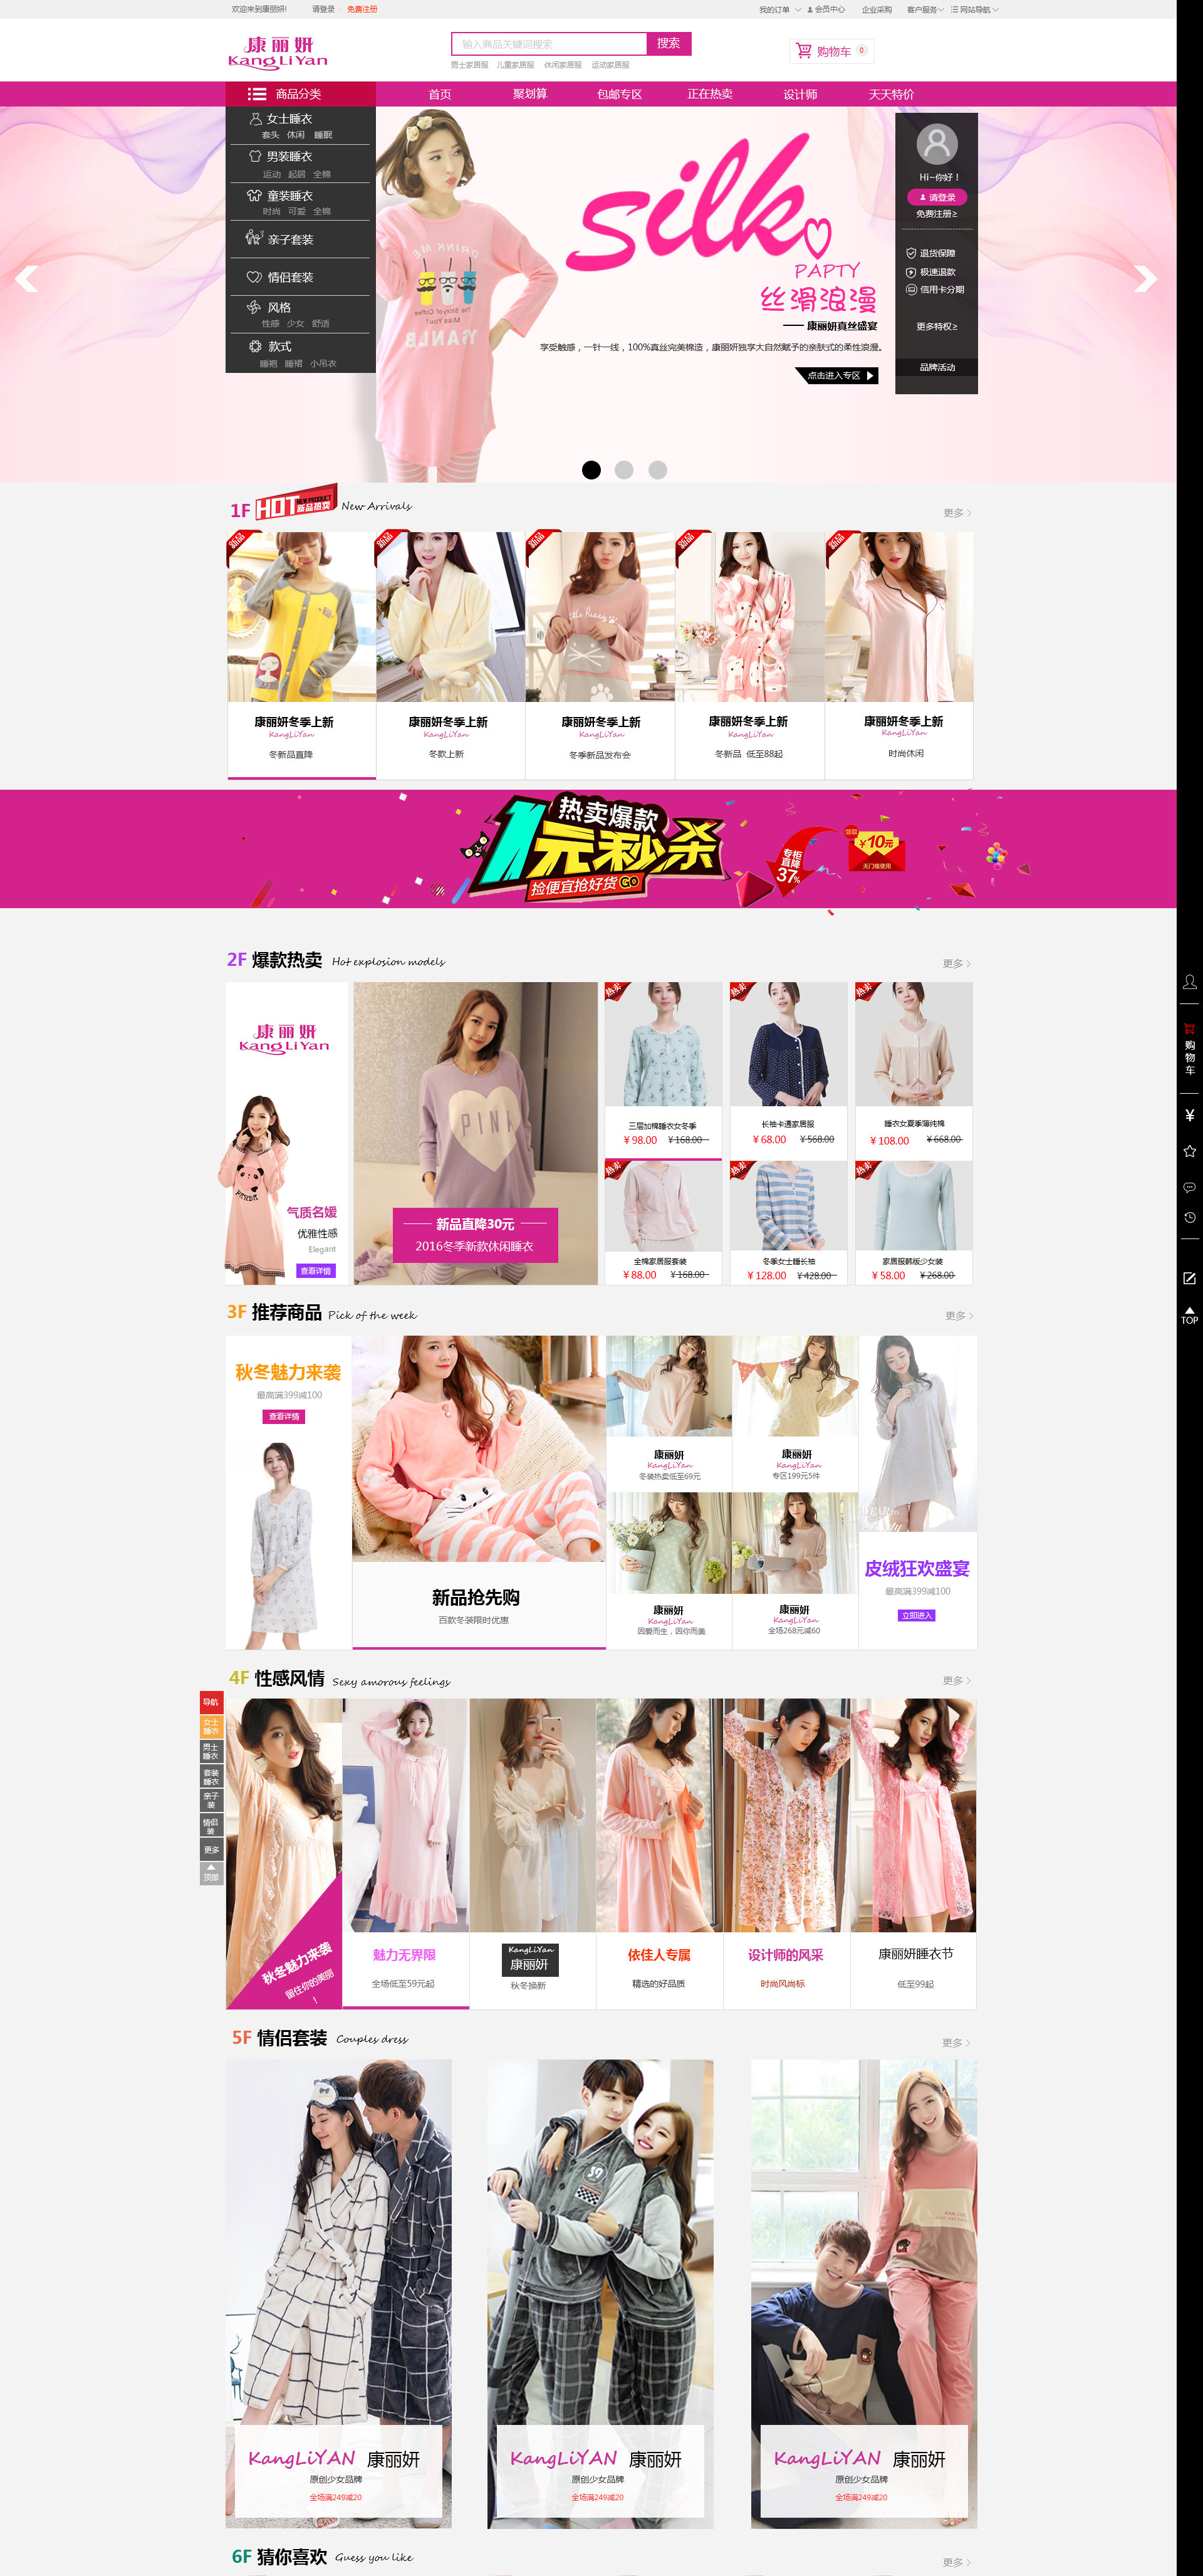 欢迎来到康丽妍! 请登录 免费注册 我的订单 会员中心 企业采购 客户服务 网站导航
康丽妍
KangLiYan
输入商品关键词搜索 搜索
购物车 0
男士家居服 儿童家居服 休闲家居服 运动家居服
商品分类 首页 聚划算 包邮专区 正在热卖 设计师 天天特价
女士睡衣
套头 休闲 睡眠
男装睡衣
运动 起居 全棉
童装睡衣
时尚 可爱 全棉
亲子套装
情侣套装
风格
性感 少女 舒适
款式
睡袍 睡裙 小吊衣
silk
PAPTY
丝滑浪漫
康丽妍真丝盛宴
享受触感，一针一线，100%真丝完美棉造，康丽妍独享大自然赋予的亲肤式的柔性浪漫。
点击进入专区
Hi~你好！
请登录
免费注册≥
退货保障
极速退款
信用卡分期
更多特权≥
品牌活动
1F HOT NEW PRODUCT 新品热卖 New Arrivals 更多
新品 新品 新品 新品 新品
康丽妍冬季上新 康丽妍冬季上新 康丽妍冬季上新 康丽妍冬季上新 康丽妍冬季上新
KangLiYan KangLiYan KangLiYan KangLiYan KangLiYan
冬新品直降 冬款上新 冬季新品发布会 冬新品 低至88起 时尚休闲
热卖爆款
1元秒杀
捡便宜抢好货GO
专柜直降37%
领取 ￥10元 无门槛使用
2F 爆款热卖 Hot explosion models 更多
康丽妍
KangLiYan
气质名媛
优雅性感
Elegant
查看详情
PINK
新品直降30元
2016冬季新款休闲睡衣
热卖 热卖 热卖
三层加棉睡衣女冬季 长袖卡通家居服 睡衣女夏季薄纯棉
￥98.00 ￥168.00 ￥68.00 ￥568.00 ￥108.00 ￥668.00
热卖 热卖 热卖
全棉家居服套装 冬季女士睡长袖 家居服韩版少女装
￥88.00 ￥168.00 ￥128.00 ￥428.00 ￥58.00 ￥268.00
购物车
￥
TOP
3F 推荐商品 Pick of the week 更多
秋冬魅力来袭
最高满399减100
查看详情
新品抢先购
百款冬装限时优惠
康丽妍 康丽妍
KangLiYan KangLiYan
冬装热卖低至69元 专区199元5件
康丽妍 康丽妍
KangLiYan KangLiYan
因爱而生，因你而美 全场268元减60
皮绒狂欢盛宴
最高满399减100
立即进入
4F 性感风情 Sexy amorous feelings 更多
导航
女士睡衣
男士睡衣
套装睡衣
亲子装
情侣装
更多
顶部
秋冬魅力来袭
留住你的美丽！
魅力无界限
全场低至59元起
KangLiYan
康丽妍
秋冬焕新
依佳人专属
精选的好品质
设计师的风采
时尚风尚标
康丽妍睡衣节
低至99起
5F 情侣套装 Couples dress 更多
KangLiYAN 康丽妍 KangLiYAN 康丽妍 KangLiYAN 康丽妍
原创少女品牌 原创少女品牌 原创少女品牌
全场满249减20 全场满249减20 全场满249减20
6F 猜你喜欢 Guess you like 更多